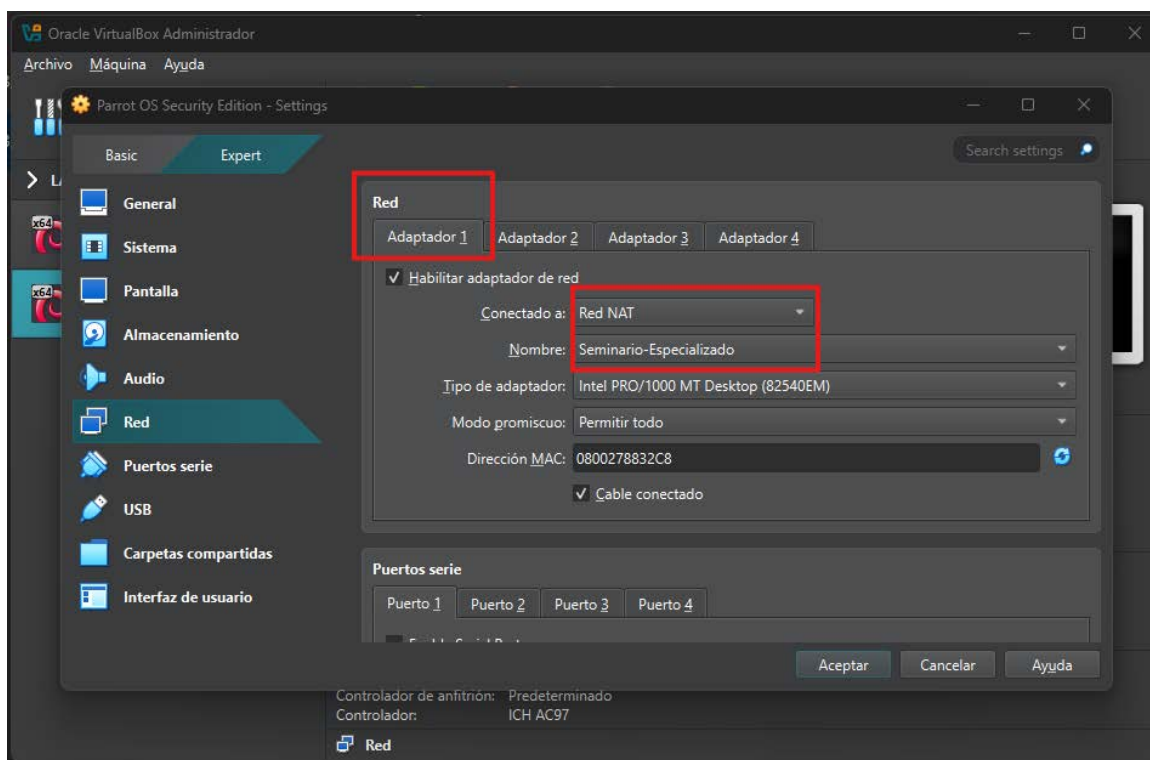 Oracle VirtualBox Administrador
Archivo Máquina Ayuda
Parrot OS Security Edition - Settings
Basic Expert
Search settings
General
Sistema
Pantalla
Almacenamiento
Audio
Red
Puertos serie
USB
Carpetas compartidas
Interfaz de usuario
Red
Adaptador 1 Adaptador 2 Adaptador 3 Adaptador 4
Habilitar adaptador de red
Conectado a: Red NAT
Nombre: Seminario-Especializado
Tipo de adaptador: Intel PRO/1000 MT Desktop (82540EM)
Modo promiscuo: Permitir todo
Dirección MAC: 0800278832C8
Cable conectado
Puertos serie
Puerto 1 Puerto 2 Puerto 3 Puerto 4
Aceptar Cancelar Ayuda
Controlador de anfitrión: Predeterminado
Controlador: ICH AC97
Red
x64
x64